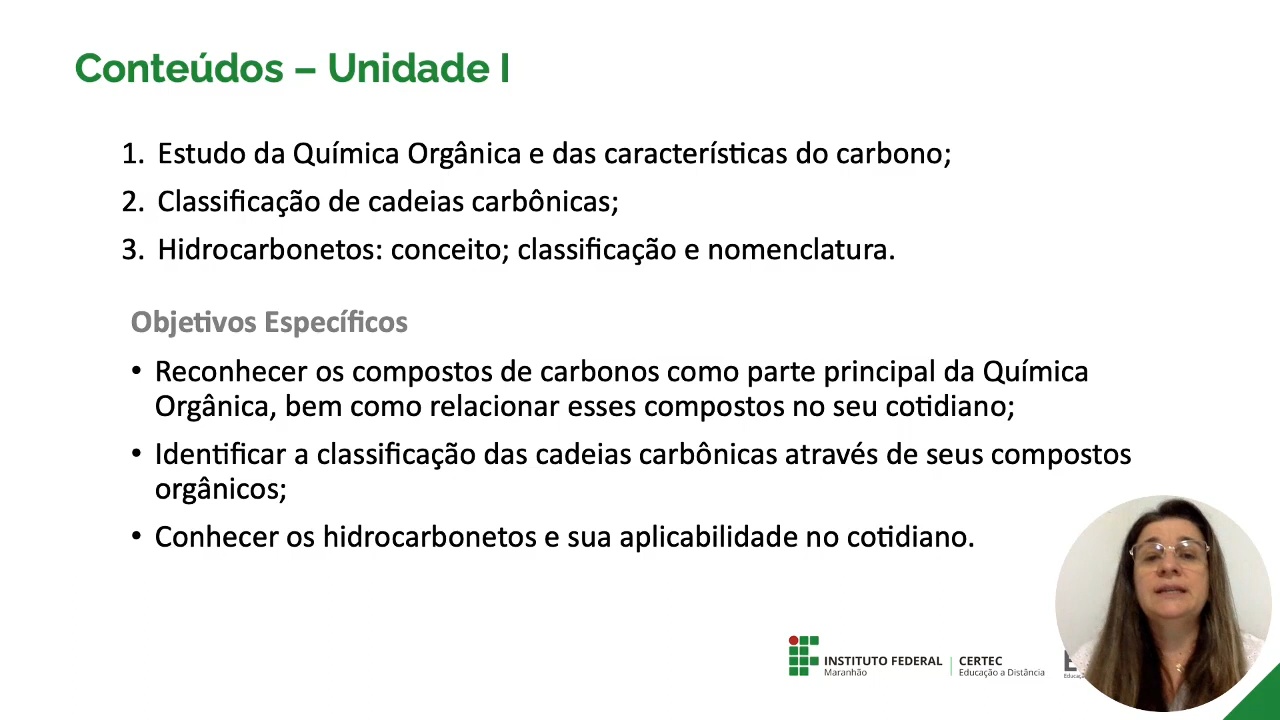 Conteúdos – Unidade I
1. Estudo da Química Orgânica e das características do carbono;
2. Classificação de cadeias carbônicas;
3. Hidrocarbonetos: conceito; classificação e nomenclatura.
Objetivos Específicos
• Reconhecer os compostos de carbonos como parte principal da Química
Orgânica, bem como relacionar esses compostos no seu cotidiano;
• Identificar a classificação das cadeias carbônicas através de seus compostos
orgânicos;
• Conhecer os hidrocarbonetos e sua aplicabilidade no cotidiano.
INSTITUTO FEDERAL
Maranhão
CERTEC
Educação a Distância